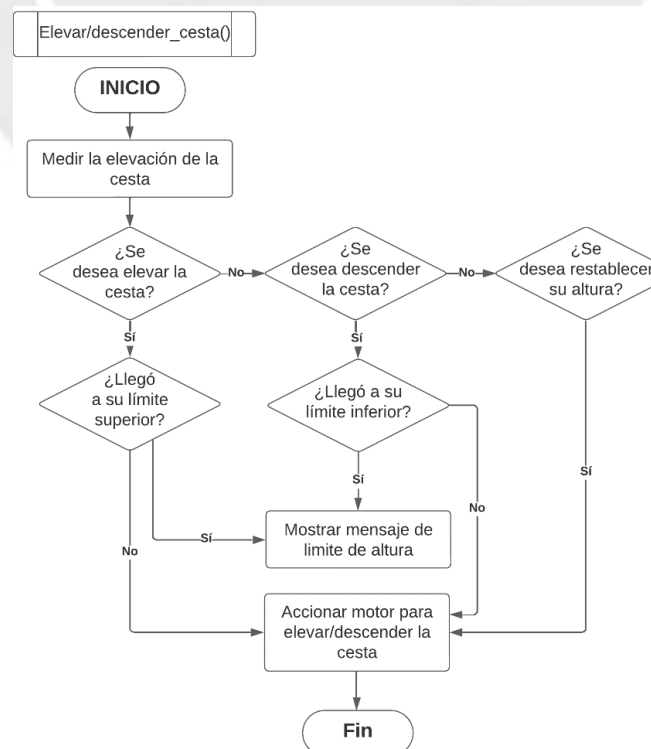 Elevar/descender_cesta()
INICIO
Medir la elevación de la
cesta
¿Se
desea elevar la
cesta?
No
¿Se
desea descender
la cesta?
No
¿Se
desea restablecer
su altura?
Sí
Sí
¿Llegó
a su límite
superior?
¿Llegó a su
límite inferior?
Sí
Sí
No
Mostrar mensaje de
limite de altura
Sí
No
Accionar motor para
elevar/descender la
cesta
Fin